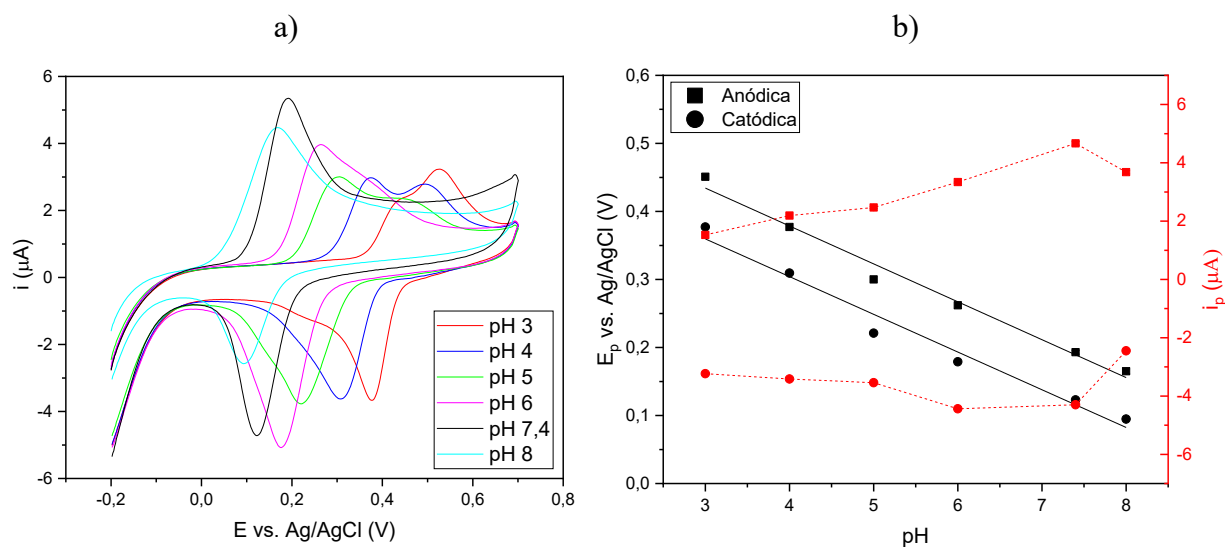 a)
6
4
2
0
-2
-4
-6
i (µA)
-0,2
0,0
0,2
0,4
0,6
0,8
E vs. Ag/AgCl (V)
pH 3
pH 4
pH 5
pH 6
pH 7,4
pH 8
b)
0,6
0,5
0,4
0,3
0,2
0,1
0,0
E_p vs. Ag/AgCl (V)
Anódica
Catódica
3
4
5
6
7
8
pH
6
4
2
0
-2
-4
-6
i_p (µA)